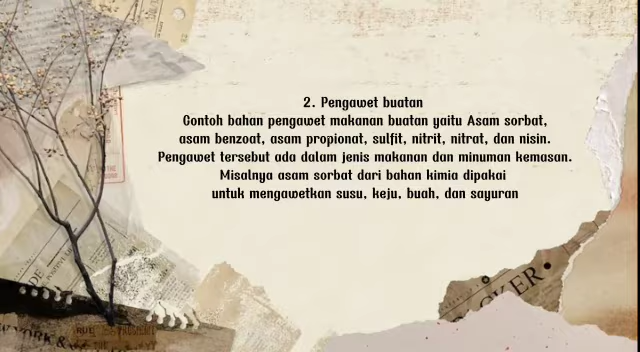 2. Pengawet buatan
Contoh bahan pengawet makanan buatan yaitu Asam sorbat,
asam benzoat, asam propionat, sulfit, nitrit, nitrat, dan nisin.
Pengawet tersebut ada dalam jenis makanan dan minuman kemasan.
Misalnya asam sorbat dari bahan kimia dipakai
untuk mengawetkan susu, keju, buah, dan sayuran